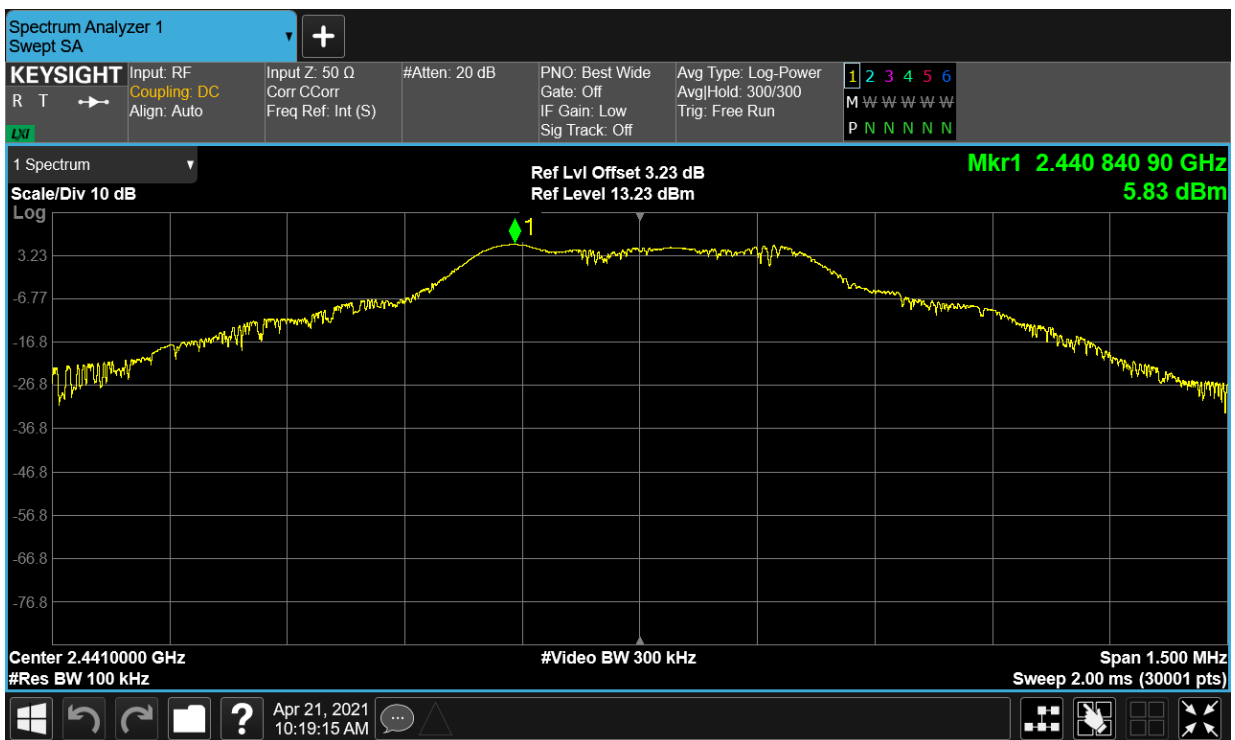 Spectrum Analyzer 1
Swept SA
+
KEYSIGHT
R T
LXI
Input: RF
Coupling: DC
Align: Auto
Input Z: 50 Ω
Corr CCorr
Freq Ref: Int (S)
#Atten: 20 dB
PNO: Best Wide
Gate: Off
IF Gain: Low
Sig Track: Off
Avg Type: Log-Power
Avg|Hold: 300/300
Trig: Free Run
1 2 3 4 5 6
M W W W W W
P N N N N N
1 Spectrum
Scale/Div 10 dB
Log
Ref Lvl Offset 3.23 dB
Ref Level 13.23 dBm
Mkr1 2.440 840 90 GHz
5.83 dBm
1
3.23
-6.77
-16.8
-26.8
-36.8
-46.8
-56.8
-66.8
-76.8
Center 2.4410000 GHz
#Res BW 100 kHz
#Video BW 300 kHz
Span 1.500 MHz
Sweep 2.00 ms (30001 pts)
?
Apr 21, 2021
10:19:15 AM